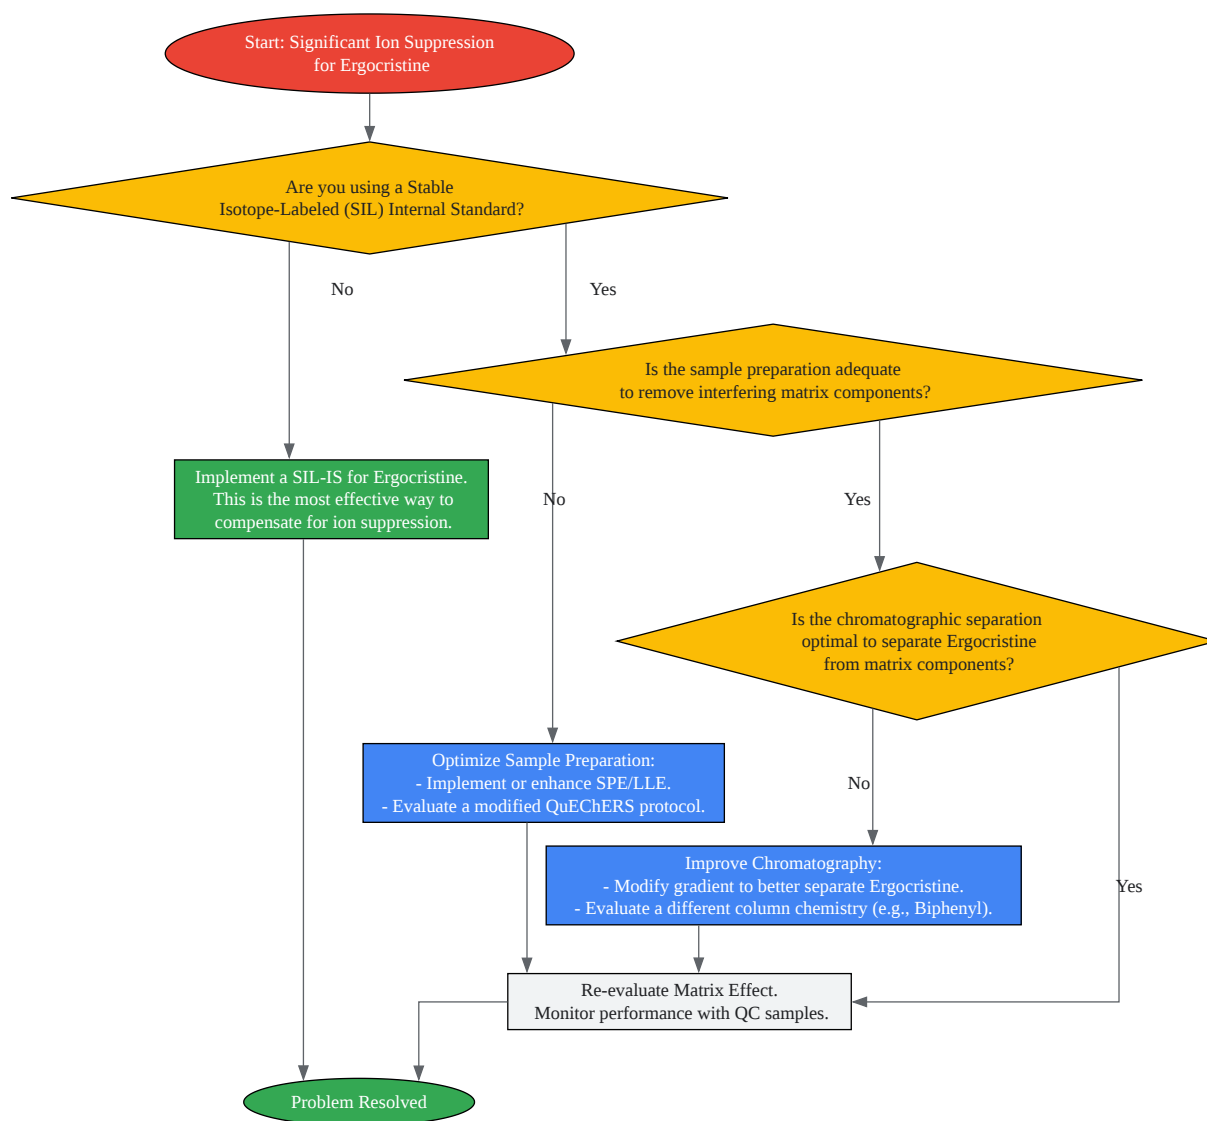 Start: Significant Ion Suppression
for Ergocristine
Are you using a Stable
Isotope-Labeled (SIL) Internal Standard?
No
Yes
Is the sample preparation adequate
to remove interfering matrix components?
Implement a SIL-IS for Ergocristine.
This is the most effective way to
compensate for ion suppression.
No
Yes
Is the chromatographic separation
optimal to separate Ergocristine
from matrix components?
Optimize Sample Preparation:
- Implement or enhance SPE/LLE.
- Evaluate a modified QuEChERS protocol.
No
Improve Chromatography:
- Modify gradient to better separate Ergocristine.
- Evaluate a different column chemistry (e.g., Biphenyl).
Yes
Re-evaluate Matrix Effect.
Monitor performance with QC samples.
Problem Resolved